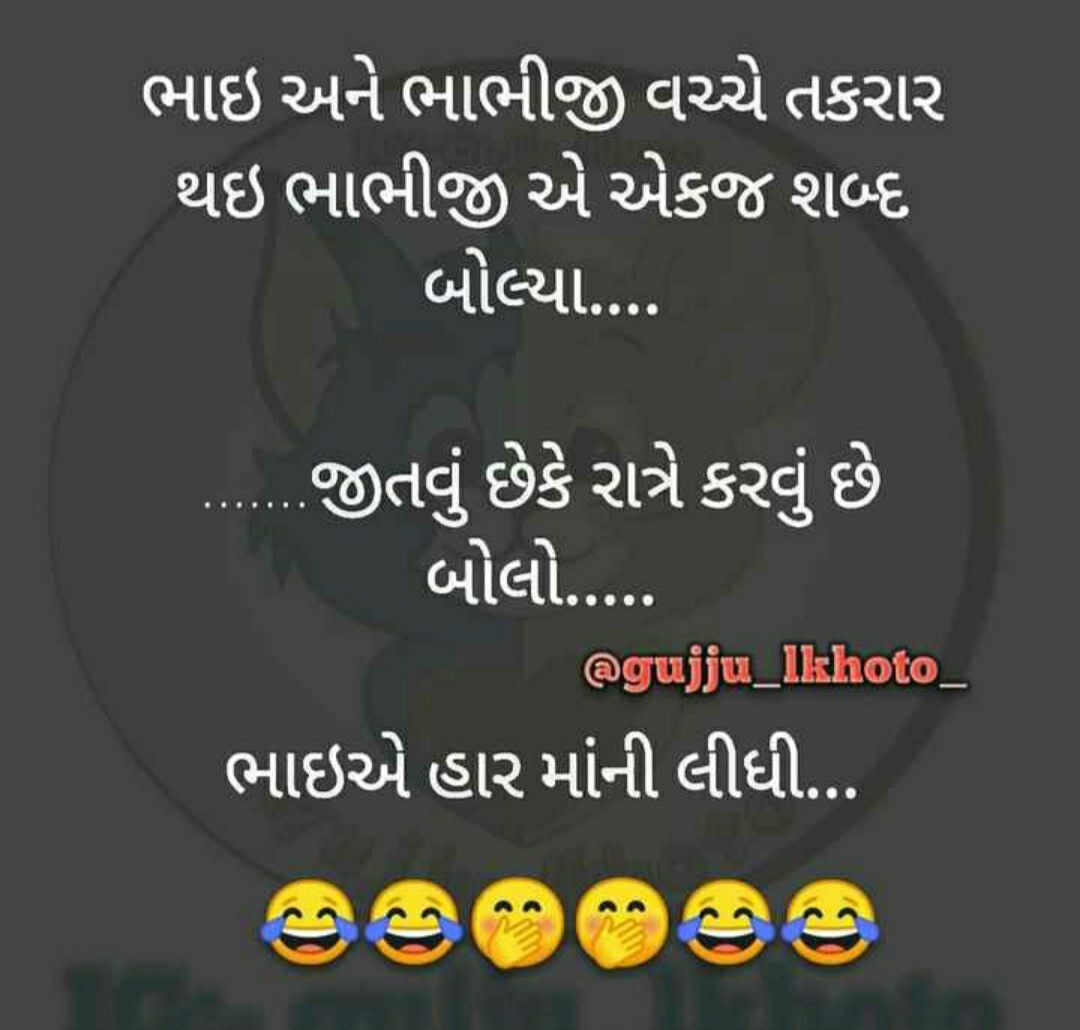 ભાઇ અને ભાભીજી વચ્ચે તકરાર
થઇ ભાભીજી એ એકજ શબ્દ
બોલ્યા....
.......જીતવું છેકે રાત્રે કરવું છે
બોલો.....
@gujju_lkhoto_
ભાઇએ હાર માંની લીધી...